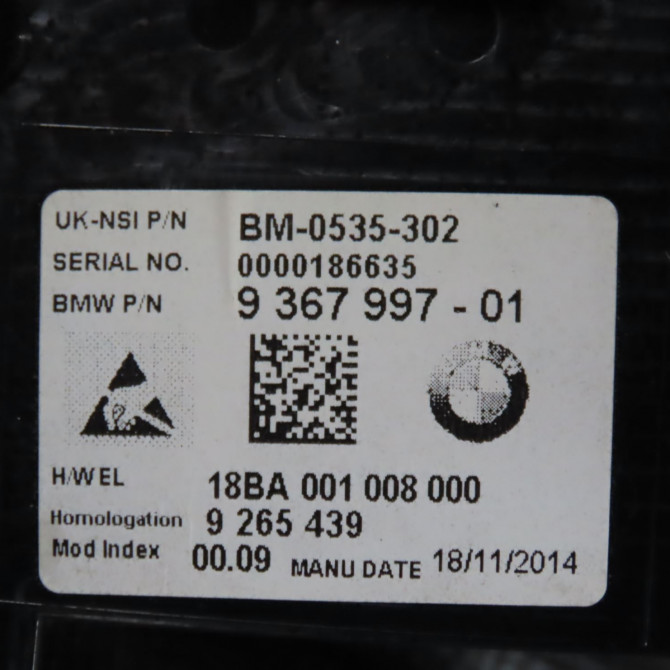 UK-NSI P/N BM-0535-302
SERIAL NO. 0000186635
BMW P/N 9 367 997 - 01
H/W EL 18BA 001 008 000
Homologation 9 265 439
Mod Index 00.09 MANU DATE 18/11/2014